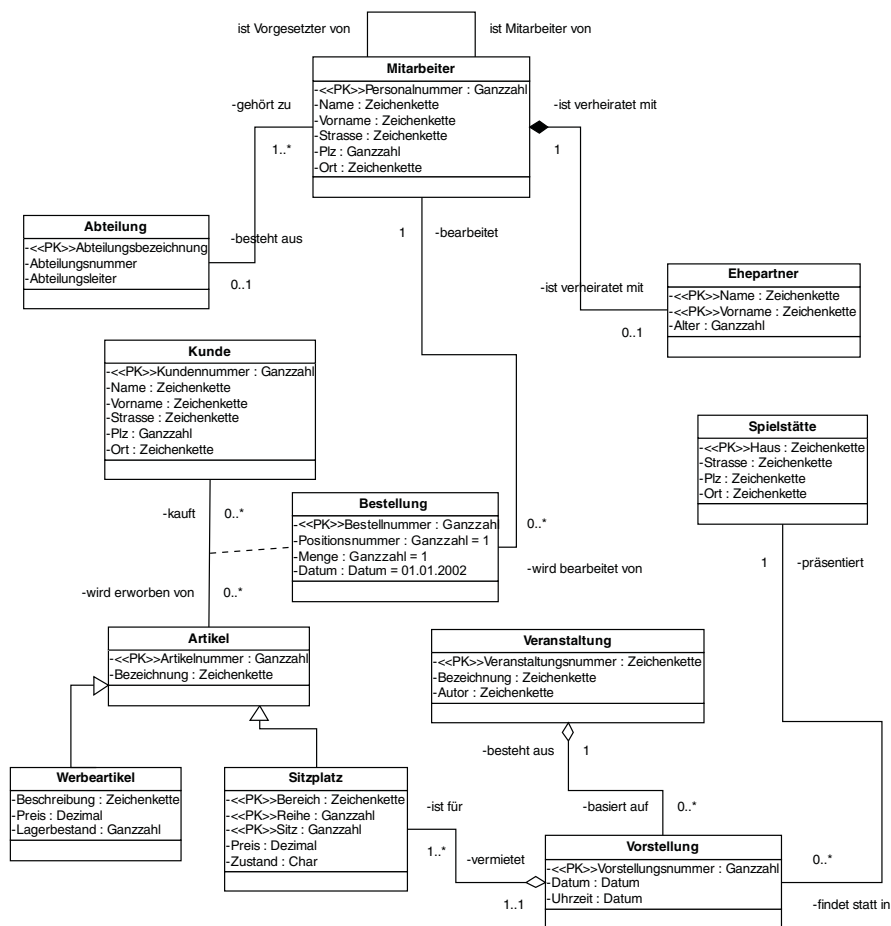 ist Vorgesetzter von
ist Mitarbeiter von
Mitarbeiter
-<<PK>>Personalnummer : Ganzzahl
-Name : Zeichenkette
-Vorname : Zeichenkette
-Strasse : Zeichenkette
-Plz : Ganzzahl
-Ort : Zeichenkette
-gehört zu
1..*
-ist verheiratet mit
1
Abteilung
-<<PK>>Abteilungsbezeichnung
-Abteilungsnummer
-Abteilungsleiter
-besteht aus
0..1
1
-bearbeitet
-ist verheiratet mit
0..1
Ehepartner
-<<PK>>Name : Zeichenkette
-<<PK>>Vorname : Zeichenkette
-Alter : Ganzzahl
Kunde
-<<PK>>Kundennummer : Ganzzahl
-Name : Zeichenkette
-Vorname : Zeichenkette
-Strasse : Zeichenkette
-Plz : Ganzzahl
-Ort : Zeichenkette
Spielstätte
-<<PK>>Haus : Zeichenkette
-Strasse : Zeichenkette
-Plz : Zeichenkette
-Ort : Zeichenkette
-kauft
0..*
Bestellung
-<<PK>>Bestellnummer : Ganzzahl
-Positionsnummer : Ganzzahl = 1
-Menge : Ganzzahl = 1
-Datum : Datum = 01.01.2002
0..*
-wird bearbeitet von
1
-präsentiert
-wird erworben von
0..*
Artikel
-<<PK>>Artikelnummer : Ganzzahl
-Bezeichnung : Zeichenkette
Veranstaltung
-<<PK>>Veranstaltungsnummer : Zeichenkette
-Bezeichnung : Zeichenkette
-Autor : Zeichenkette
-besteht aus
1
Werbeartikel
-Beschreibung : Zeichenkette
-Preis : Dezimal
-Lagerbestand : Ganzzahl
Sitzplatz
-<<PK>>Bereich : Zeichenkette
-<<PK>>Reihe : Ganzzahl
-<<PK>>Sitz : Ganzzahl
-Preis : Dezimal
-Zustand : Char
-ist für
1..*
-basiert auf
0..*
-vermietet
1..1
Vorstellung
-<<PK>>Vorstellungsnummer : Ganzzahl
-Datum : Datum
-Uhrzeit : Datum
0..*
-findet statt in